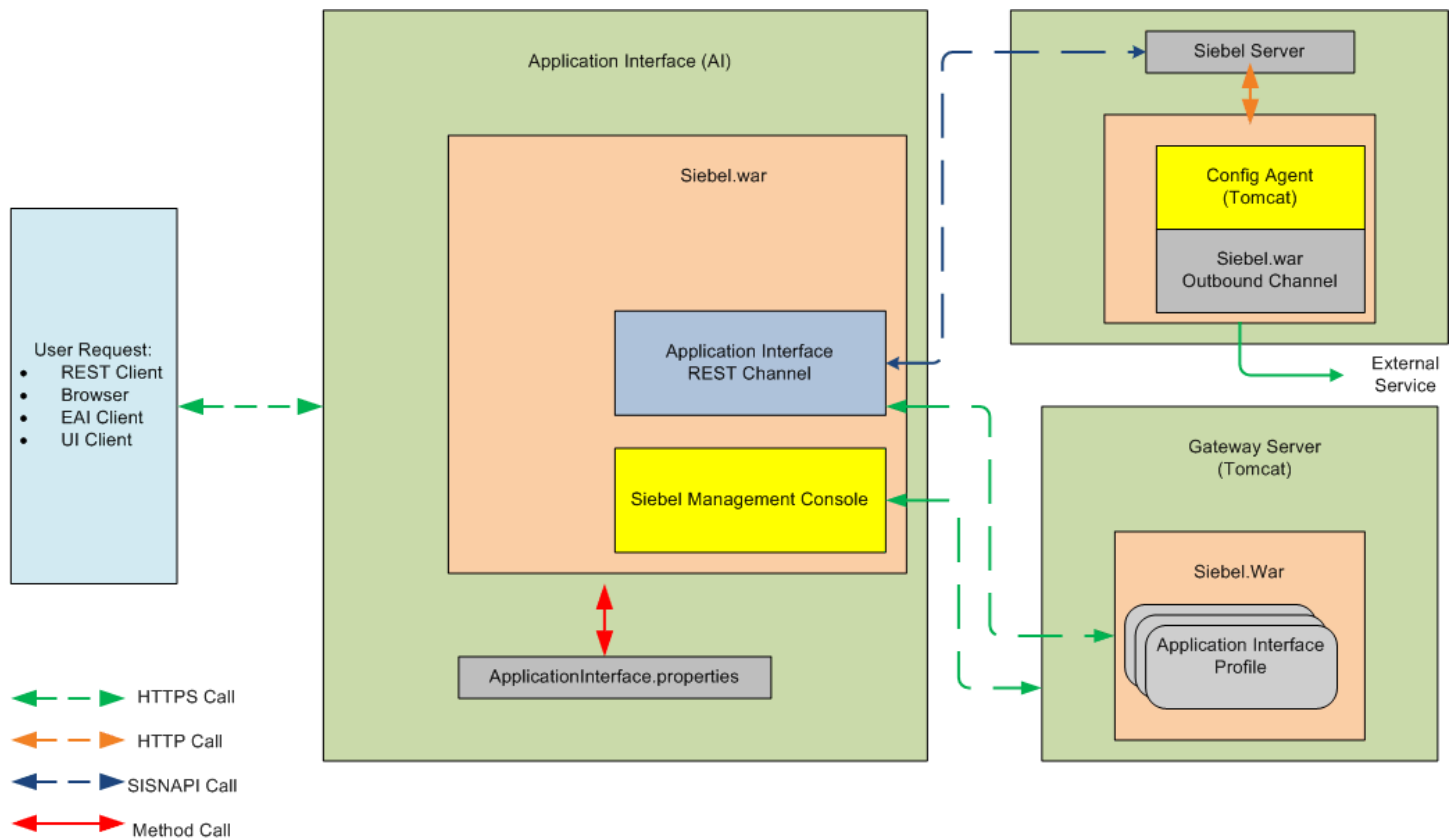 Application Interface (AI)
Siebel.war
Application Interface
REST Channel
Siebel Management Console
ApplicationInterface.properties
User Request:
• REST Client
• Browser
• EAI Client
• UI Client
Siebel Server
Config Agent
(Tomcat)
Siebel.war
Outbound Channel
External
Service
Gateway Server
(Tomcat)
Siebel.War
Application Interface
Profile
HTTPS Call
HTTP Call
SISNAPI Call
Method Call